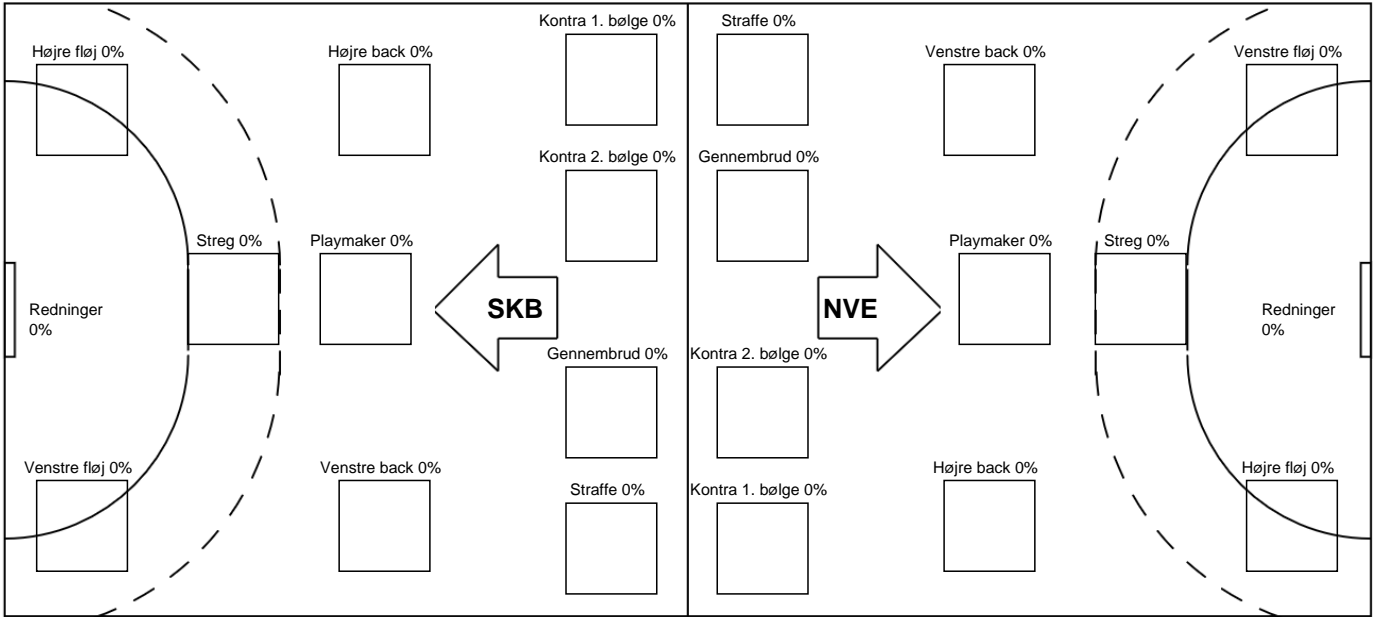 Kontra 1. bølge 0%
Straffe 0%
Højre fløj 0%
Højre back 0%
Venstre back 0%
Venstre fløj 0%
Kontra 2. bølge 0%
Gennembrud 0%
Streg 0%
Playmaker 0%
Playmaker 0%
Streg 0%
Redninger
0%
SKB
NVE
Redninger
0%
Gennembrud 0%
Kontra 2. bølge 0%
Venstre fløj 0%
Venstre back 0%
Straffe 0%
Kontra 1. bølge 0%
Højre back 0%
Højre fløj 0%